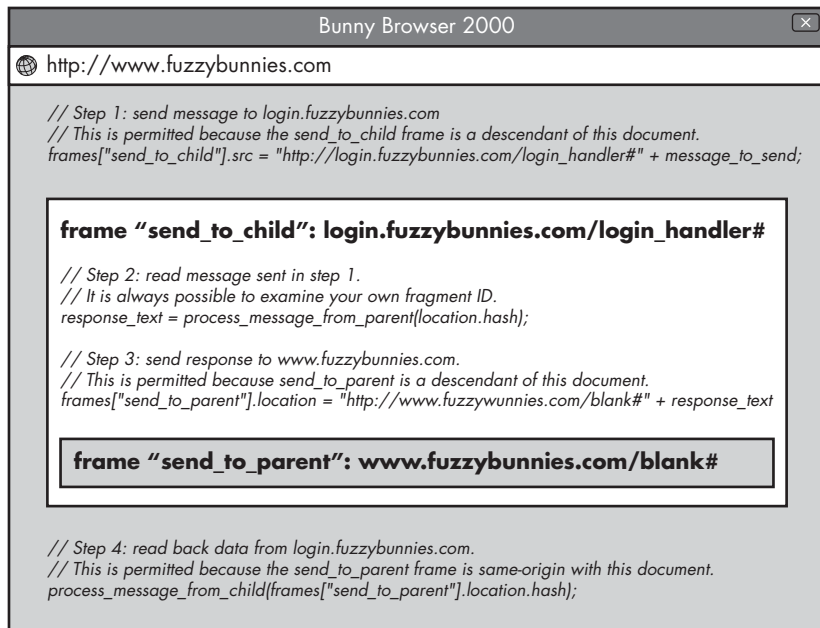 Bunny Browser 2000
http://www.fuzzybunnies.com
// Step 1: send message to login.fuzzybunnies.com
// This is permitted because the send_to_child frame is a descendant of this document.
frames["send_to_child"].src = "http://login.fuzzybunnies.com/login_handler#" + message_to_send;
frame “send_to_child”: login.fuzzybunnies.com/login_handler#
// Step 2: read message sent in step 1.
// It is always possible to examine your own fragment ID.
response_text = process_message_from_parent(location.hash);
// Step 3: send response to www.fuzzybunnies.com.
// This is permitted because send_to_parent is a descendant of this document.
frames["send_to_parent"].location = "http://www.fuzzywunnies.com/blank#" + response_text
frame “send_to_parent”: www.fuzzybunnies.com/blank#
// Step 4: read back data from login.fuzzybunnies.com.
// This is permitted because the send_to_parent frame is same-origin with this document.
process_message_from_child(frames["send_to_parent"].location.hash);